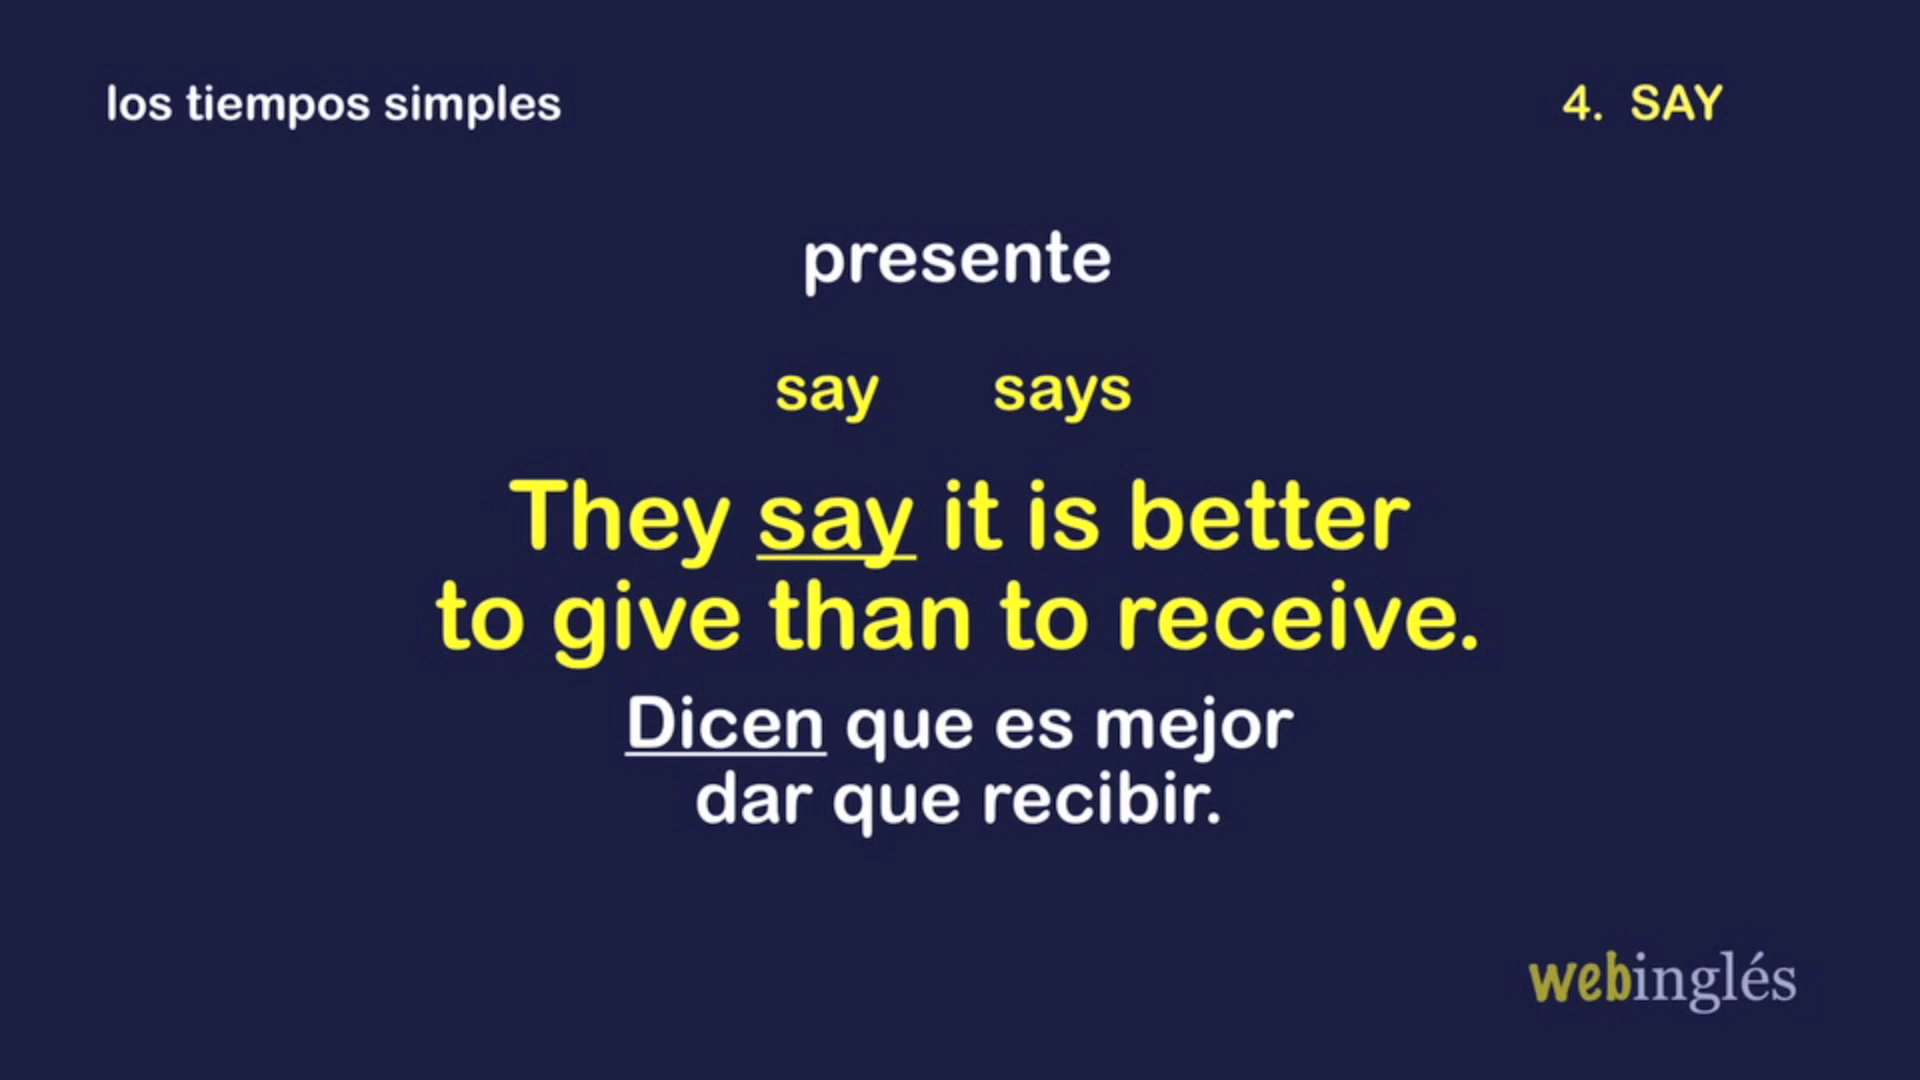 los tiempos simples
4. SAY
presente
say says
They say it is better
to give than to receive.
Dicen que es mejor
dar que recibir.
webinglés